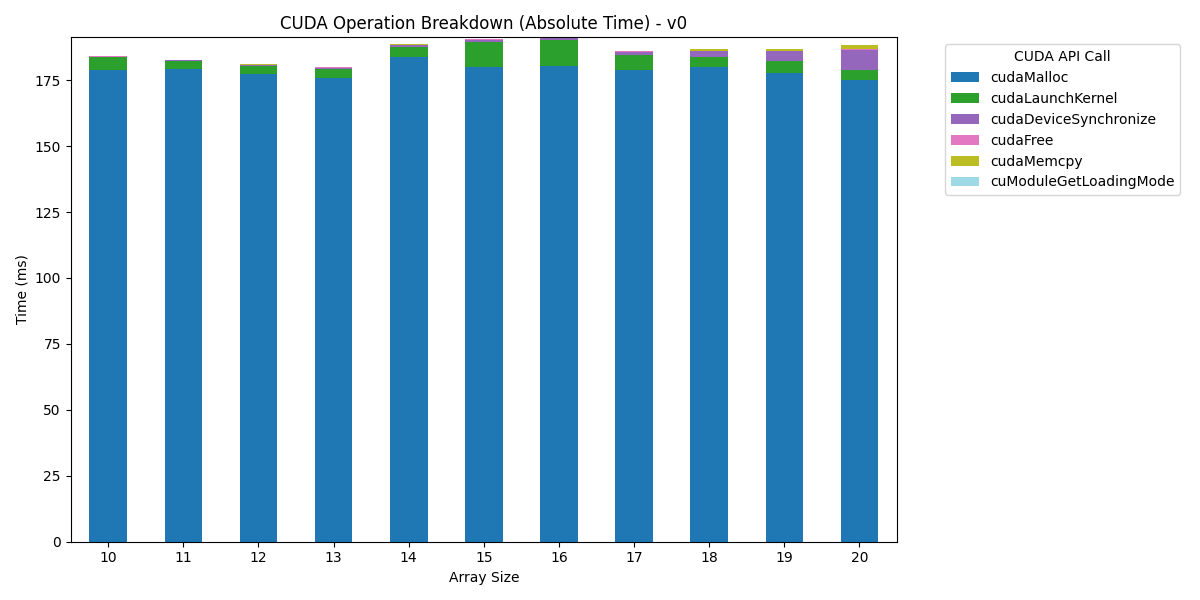 CUDA Operation Breakdown (Absolute Time) - v0
Time (ms)
175
150
125
100
75
50
25
0
10 11 12 13 14 15 16 17 18 19 20
Array Size
CUDA API Call
cudaMalloc
cudaLaunchKernel
cudaDeviceSynchronize
cudaFree
cudaMemcpy
cuModuleGetLoadingMode